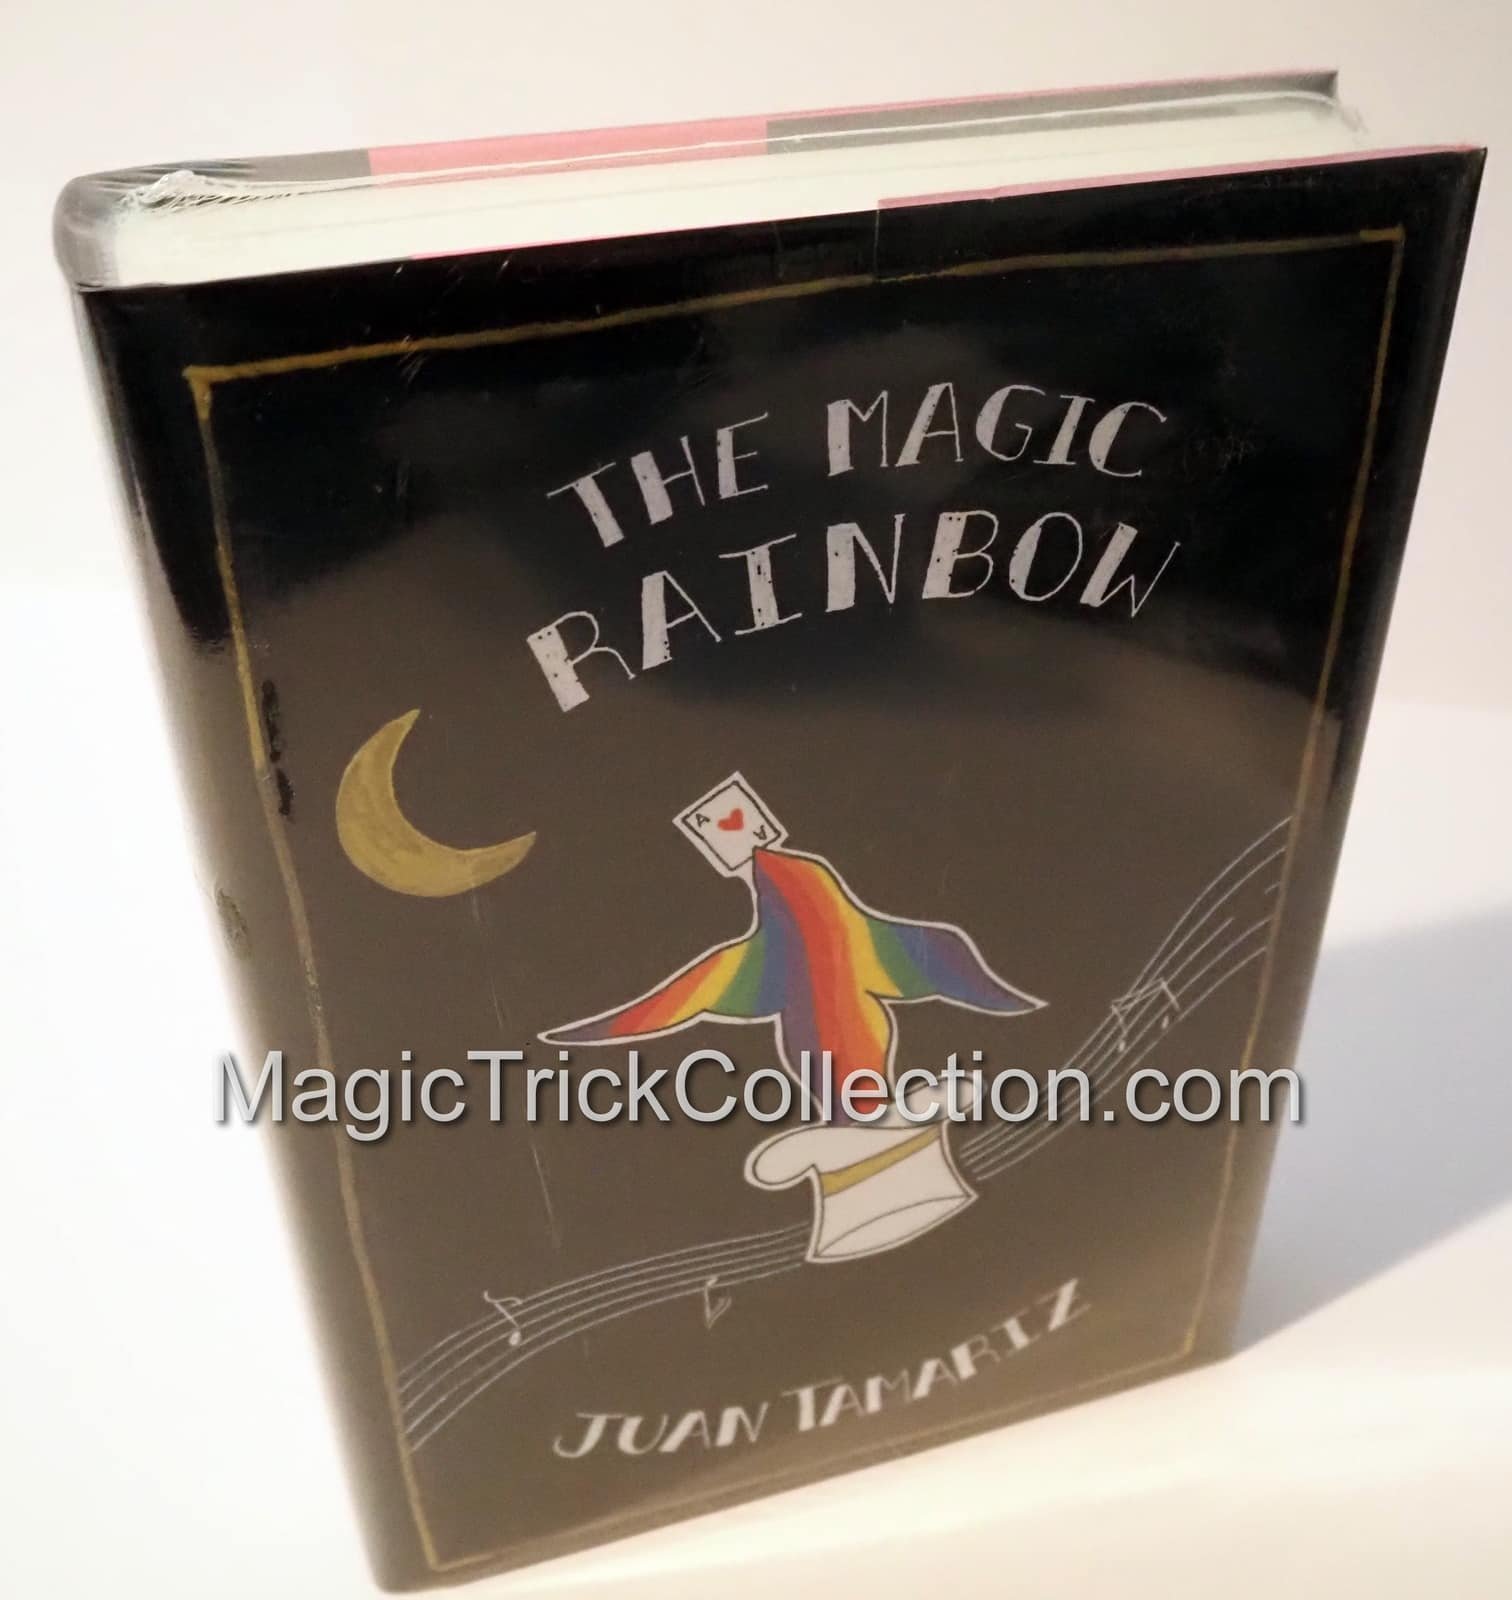 THE MAGIC
RAINBOW
A
A
MagicTrickCollection.com
JUAN TAMARIZ